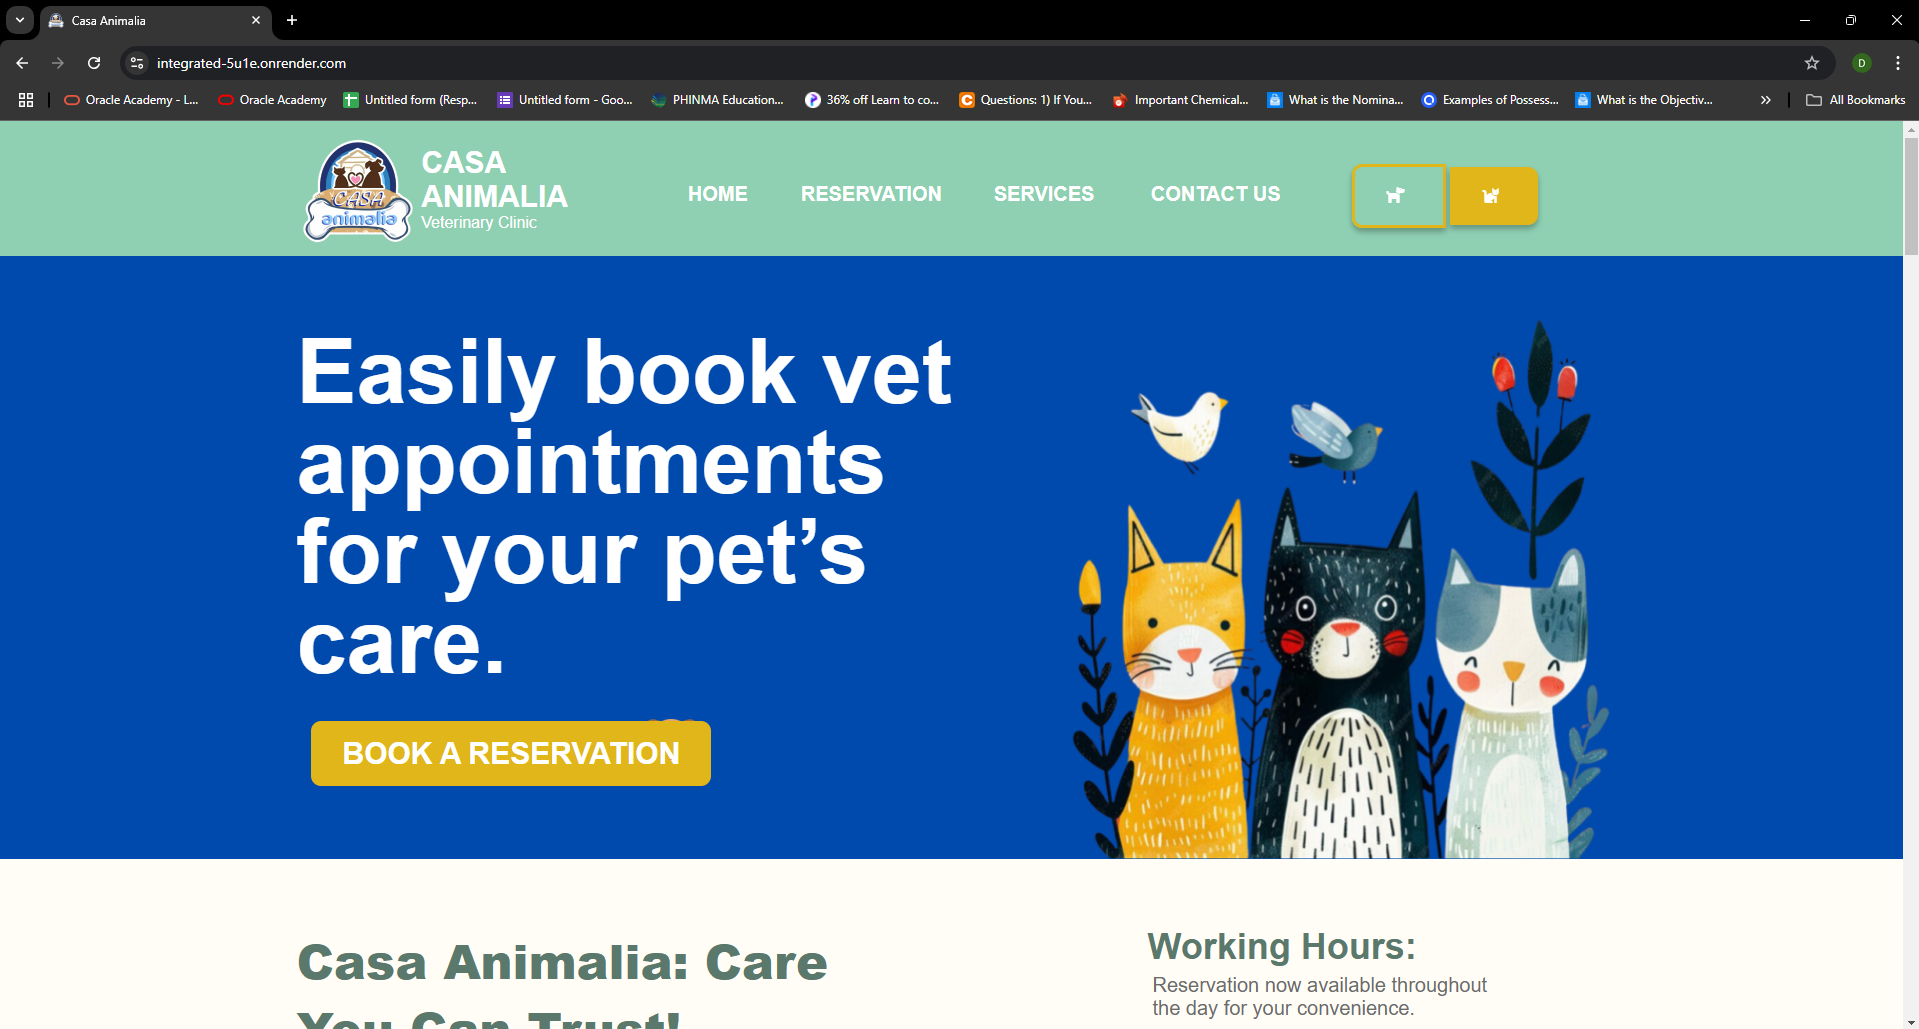 Casa Animalia
integrated-5u1e.onrender.com
Oracle Academy - L...
Oracle Academy
Untitled form (Resp...
Untitled form - Goo...
PHINMA Education...
36% off Learn to co...
Questions: 1) If You...
Important Chemical...
What is the Nomina...
Examples of Possess...
What is the Objectiv...
All Bookmarks
D
CASA
animalia
CASA
ANIMALIA
Veterinary Clinic
HOME
RESERVATION
SERVICES
CONTACT US
Easily book vet
appointments
for your pet’s
care.
BOOK A RESERVATION
Casa Animalia: Care
You Can Trust!
Working Hours:
Reservation now available throughout
the day for your convenience.